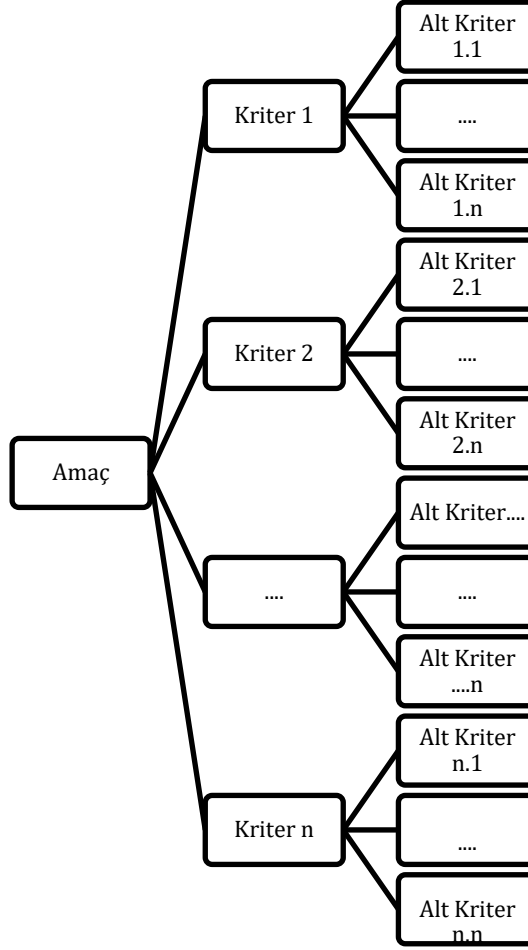 Alt Kriter
1.1
Kriter 1
....
Alt Kriter
1.n
Alt Kriter
2.1
Kriter 2
....
Alt Kriter
2.n
Amaç
Alt Kriter....
....
....
Alt Kriter
....n
Alt Kriter
n.1
Kriter n
....
Alt Kriter
n.n